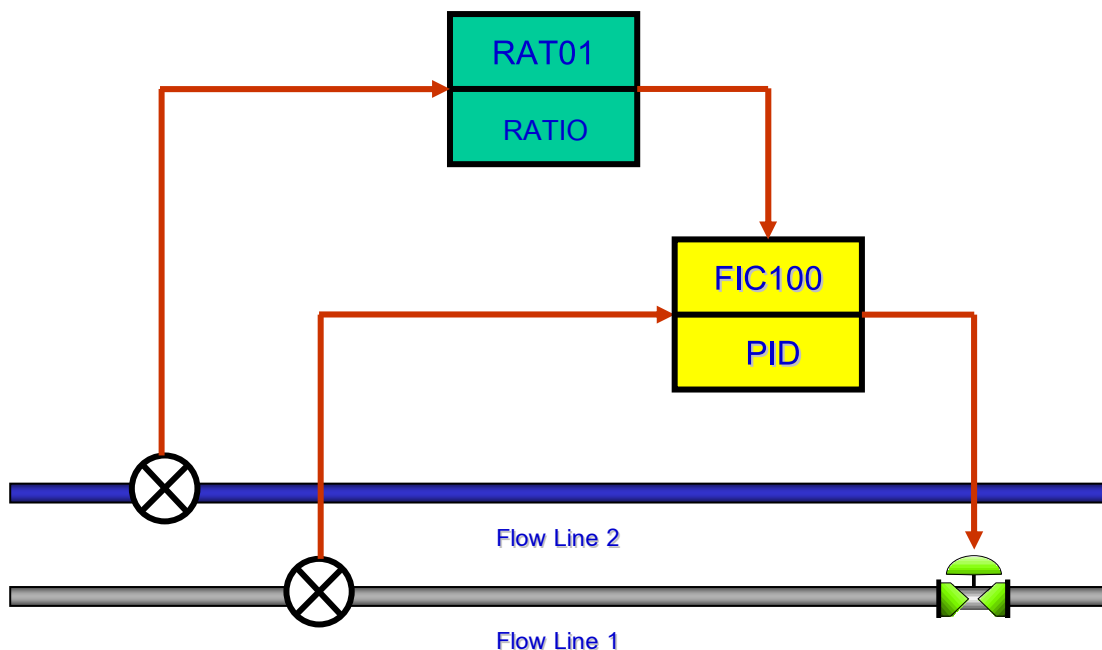 RAT01
RATIO
FIC100
PID
Flow Line 2
Flow Line 1